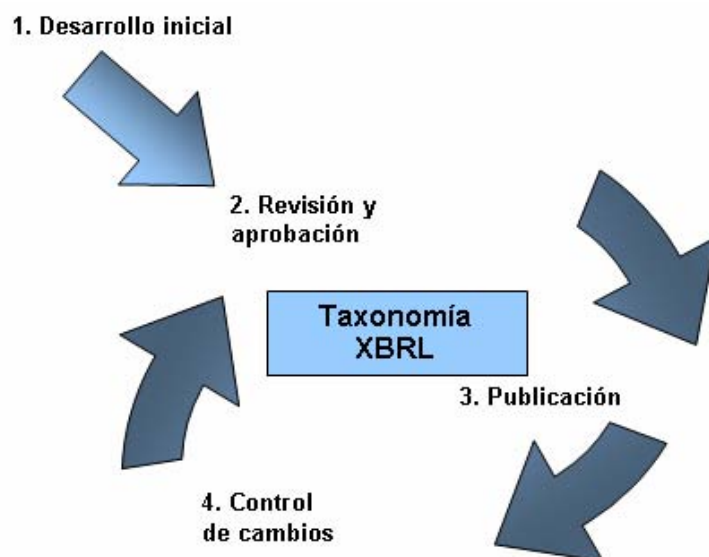 1. Desarrollo inicial
2. Revisión y
aprobación
Taxonomía
XBRL
3. Publicación
4. Control
de cambios